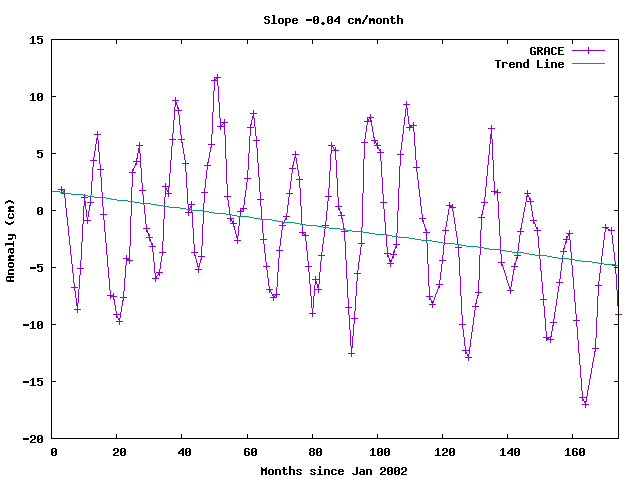 Slope -0.04 cm/month
GRACE
Trend Line
15
10
5
0
-5
-10
-15
-20
Anomaly (cm)
0 20 40 60 80 100 120 140 160
Months since Jan 2002